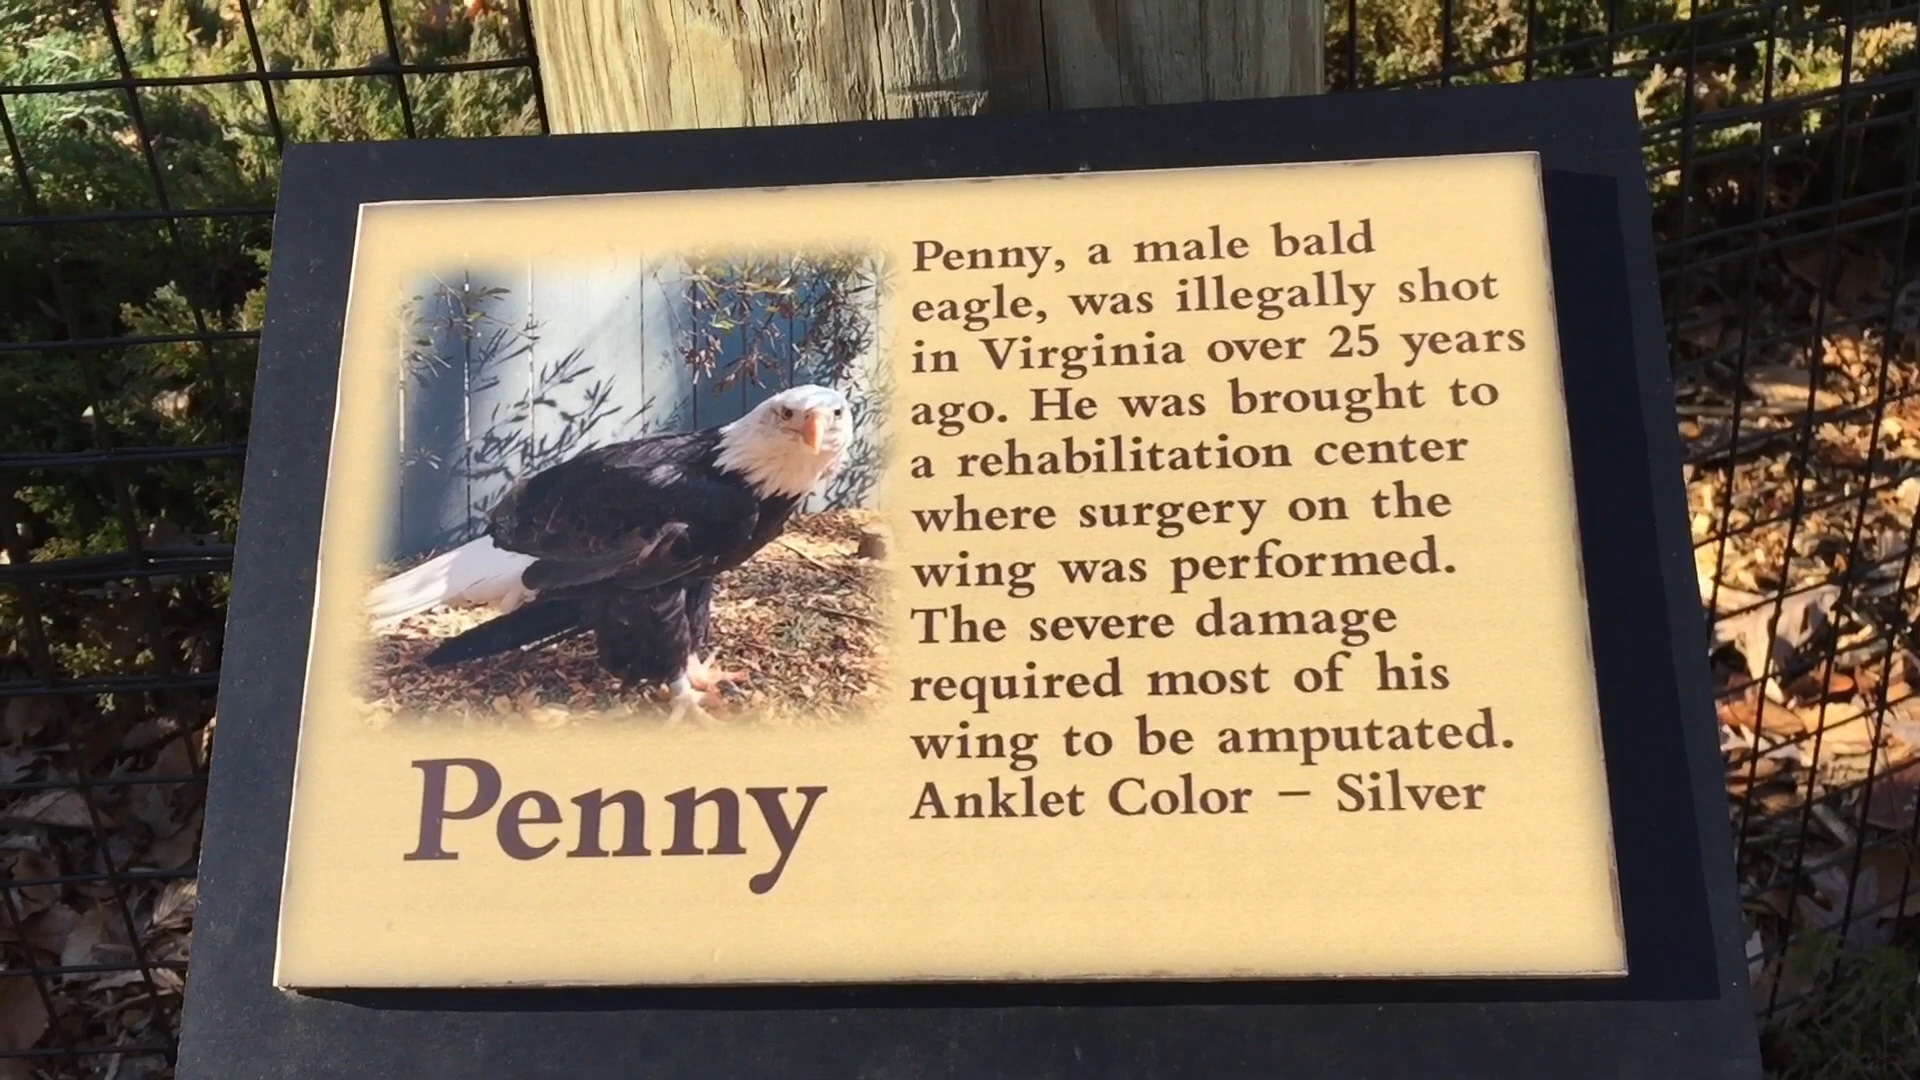 Penny, a male bald
eagle, was illegally shot
in Virginia over 25 years
ago. He was brought to
a rehabilitation center
where surgery on the
wing was performed.
The severe damage
required most of his
wing to be amputated.
Anklet Color – Silver
Penny